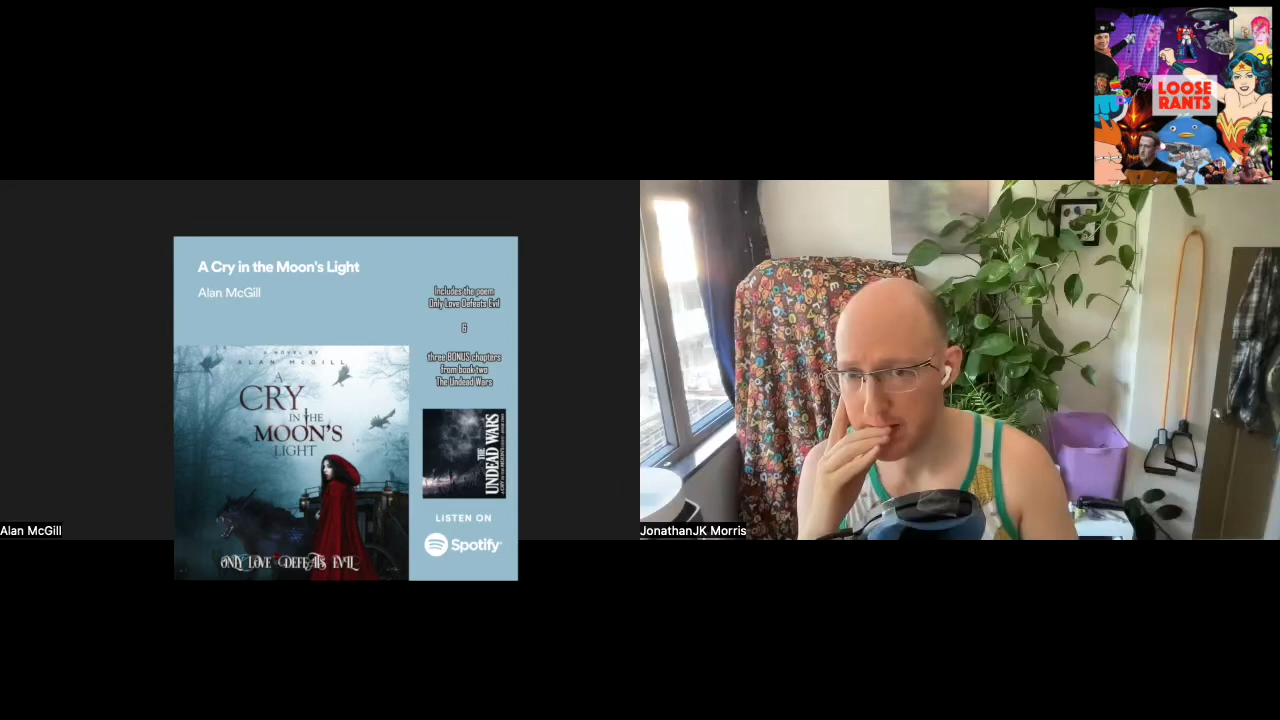 LOOSE
RANTS
A Cry in the Moon's Light
Alan McGill
Includes the poem
Only Love Defeats Evil
&
three BONUS chapters
from book two
The Undead Wars
A NOVEL BY
ALAN MCGILL
A
CRY
IN THE
MOON'S
LIGHT
ONLY LOVE DEFEATS EVIL
THE
UNDEAD WARS
LISTEN ON
Spotify
Alan McGill
JonathanJK Morris